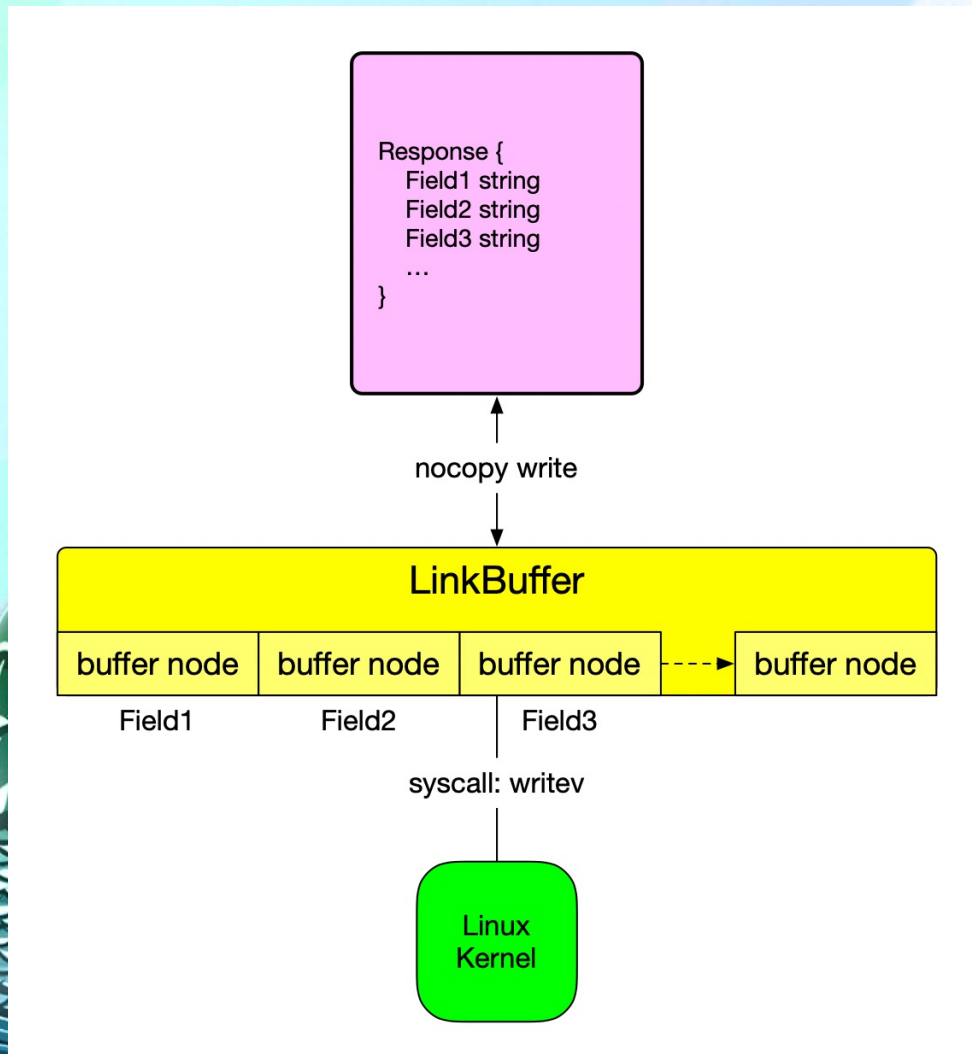 Response {
Field1 string
Field2 string
Field3 string
...
}
nocopy write
LinkBuffer
buffer node buffer node buffer node buffer node
Field1 Field2 Field3
syscall: writev
Linux
Kernel